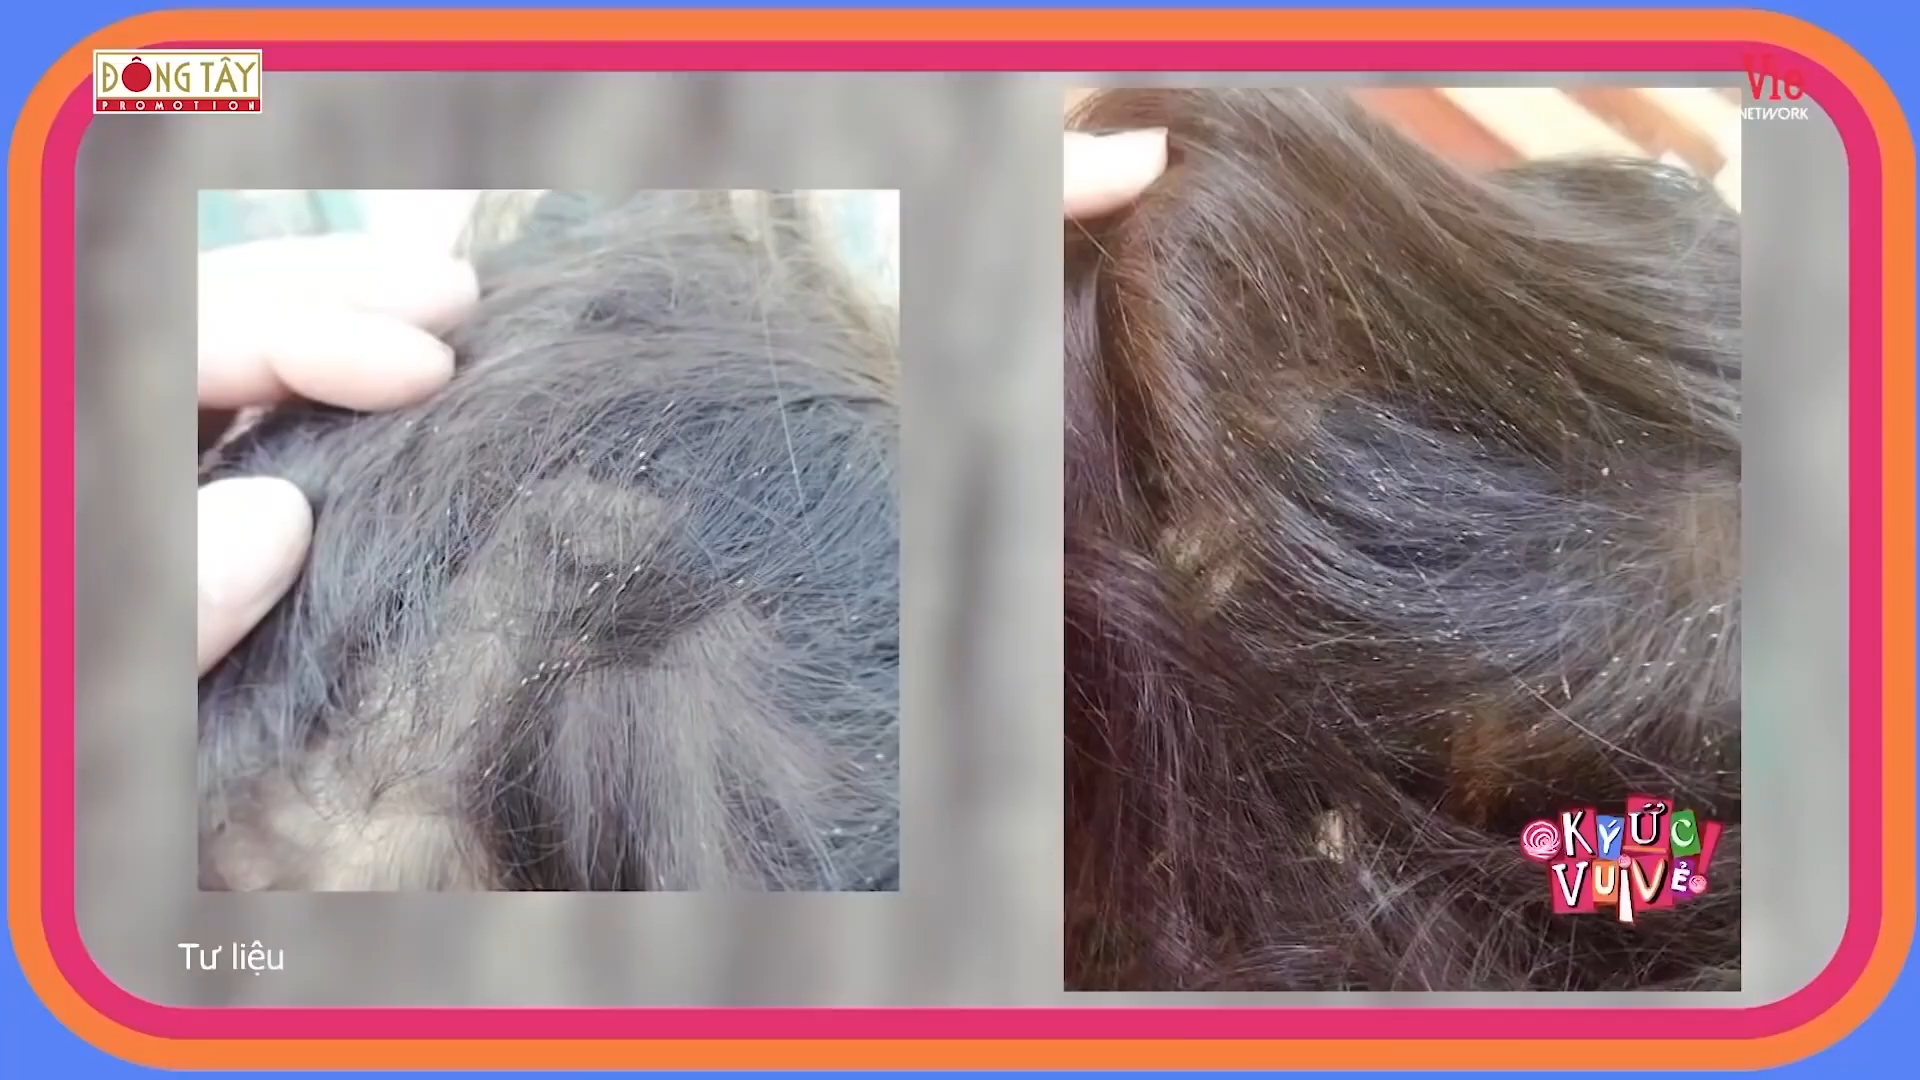 ĐÔNG TÂY
PROMOTION
Vie
NETWORK
KÝ ỨC
VUI VẺ!
Tư liệu